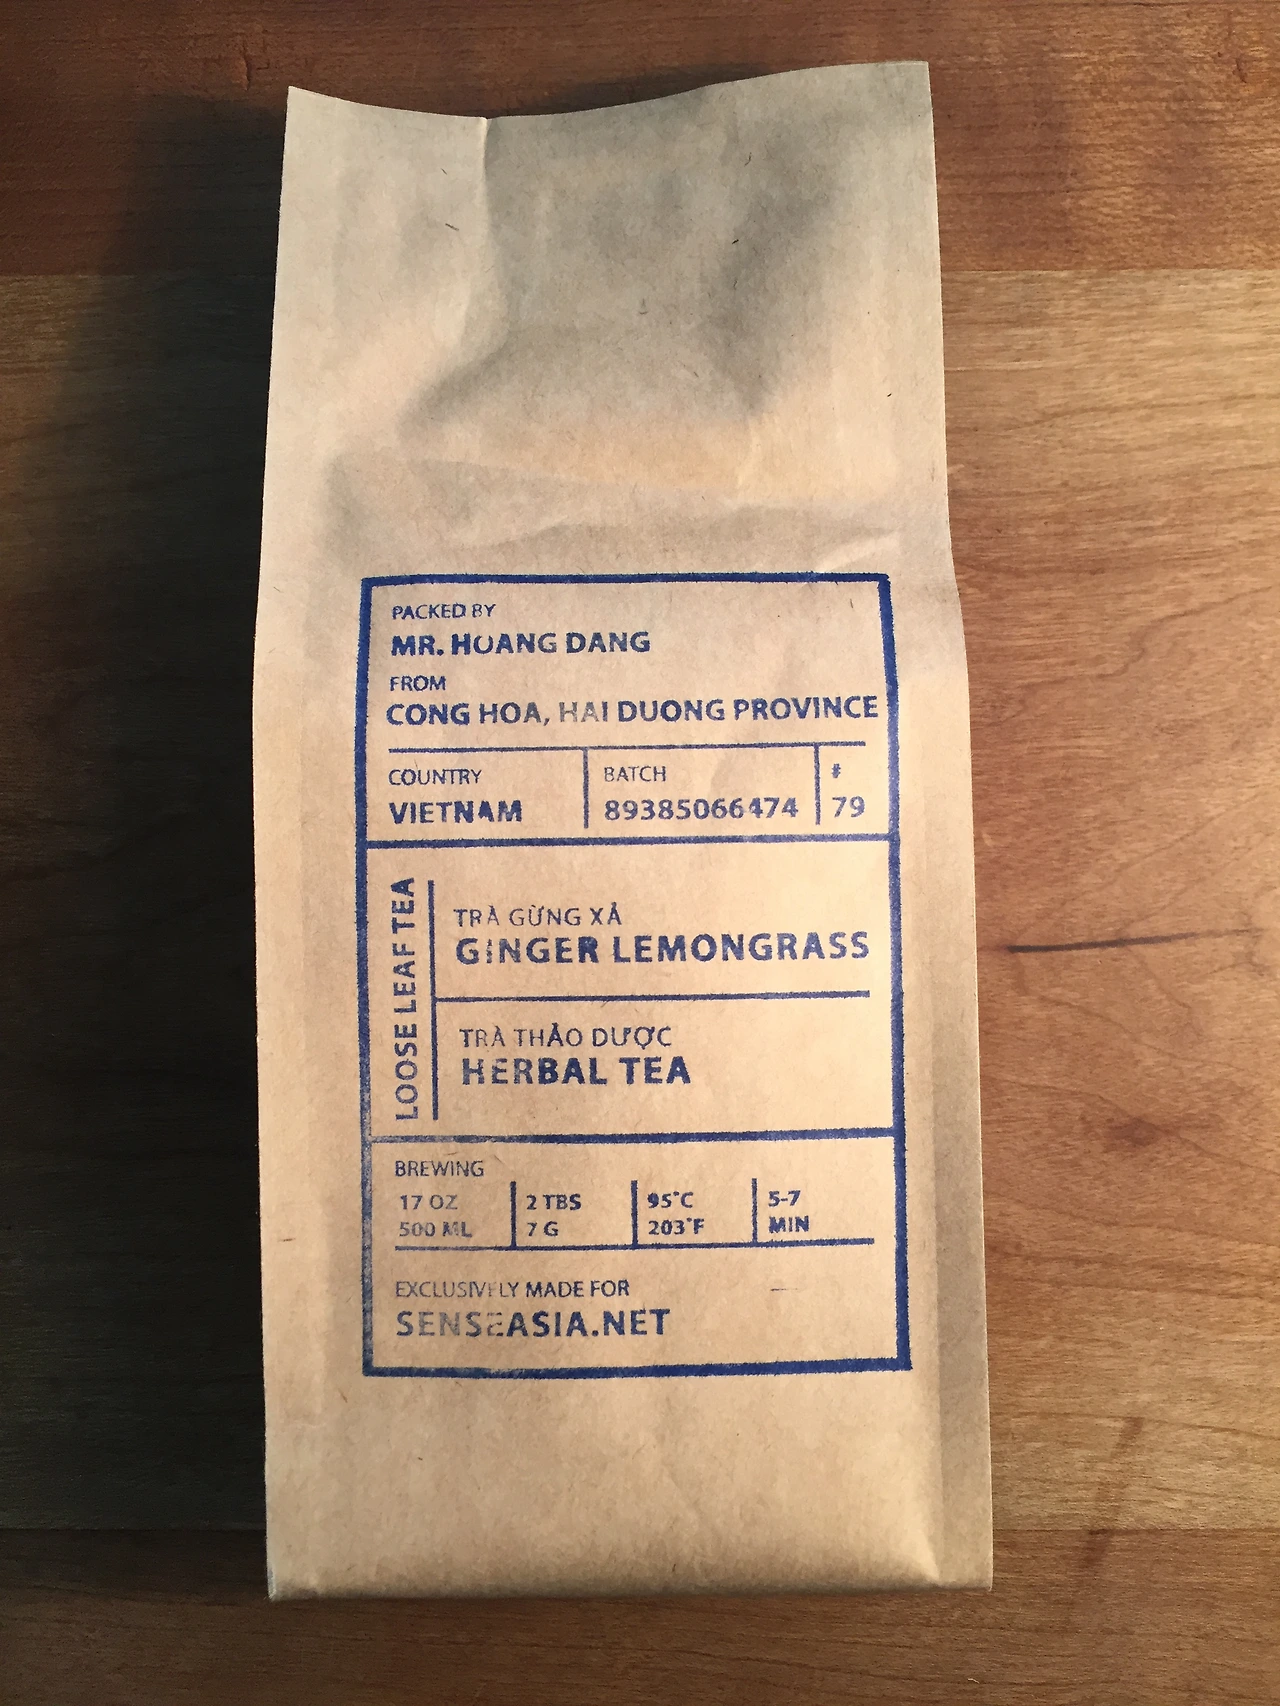 PACKED BY
MR. HOANG DANG
FROM
CONG HOA, HAI DUONG PROVINCE
COUNTRY
VIETNAM
BATCH
89385066474
#
79
LOOSE LEAF TEA
TRÀ GỪNG XẢ
GINGER LEMONGRASS
TRÀ THẢO DƯỢC
HERBAL TEA
BREWING
17 OZ
500 ML
2 TBS
7 G
95°C
203°F
5-7
MIN
EXCLUSIVELY MADE FOR
SENSEASIA.NET